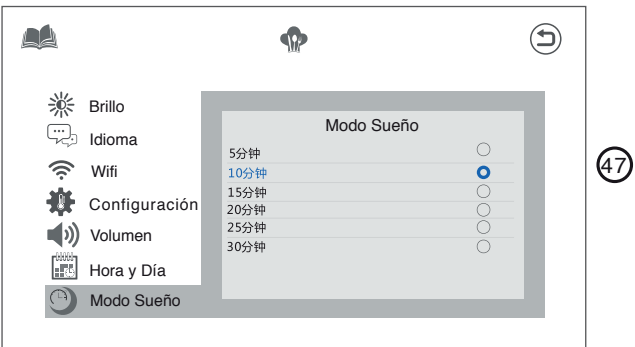 Brillo
Idioma
Wifi
Configuración
Volumen
Hora y Día
Modo Sueño
Modo Sueño
5分钟
10分钟
15分钟
20分钟
25分钟
30分钟
47